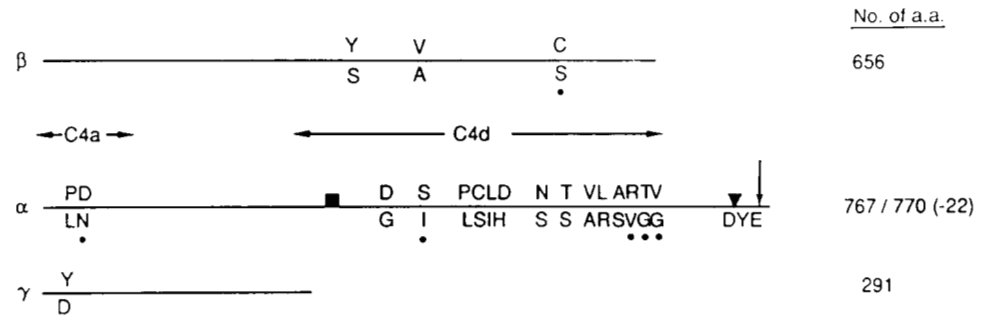 No. of a.a.
Y V C
β 656
S A S
C4a C4d
PD D S PCLD N T VL ARTV
α 767 / 770 (-22)
LN G I LSIH S S ARSVGG DYE
Y
γ 291
D